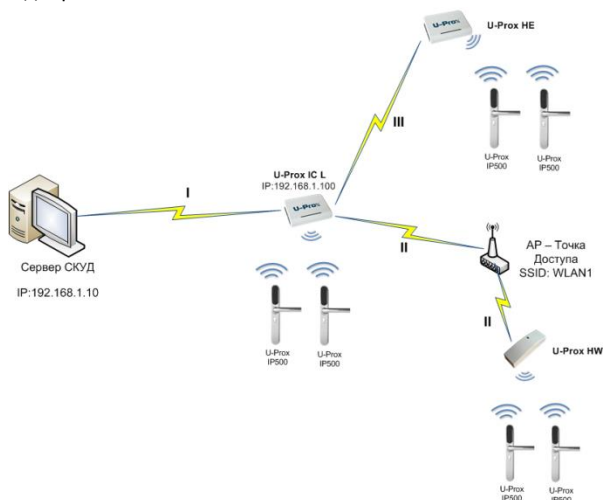 U-Prox
U-Prox HE
III
U-Prox
IP500
U-Prox
IP500
U-Prox IC L
IP:192.168.1.100
I
U-Prox
II
Сервер СКУД
IP:192.168.1.10
AP – Точка
Доступа
SSID: WLAN1
II
U-Prox HW
U-Prox
IP500
U-Prox
IP500
U-Prox
IP500
U-Prox
IP500